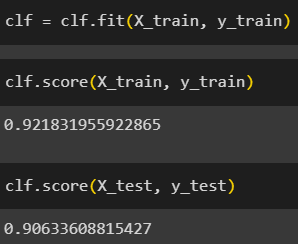 clf = clf.fit(X_train, y_train)
clf.score(X_train, y_train)
0.921831955922865
clf.score(X_test, y_test)
0.90633608815427